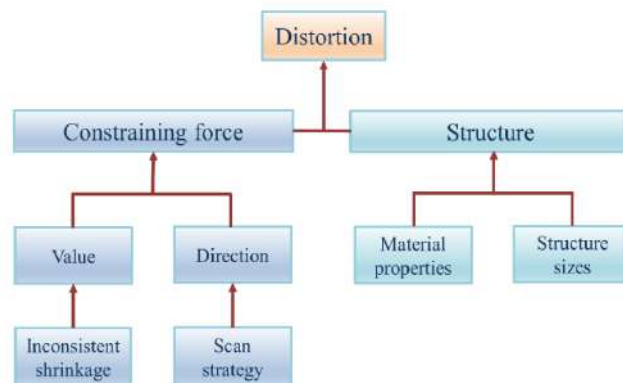 Distortion
Constraining force
Structure
Value
Direction
Material
properties
Structure
sizes
Inconsistent
shrinkage
Scan
strategy